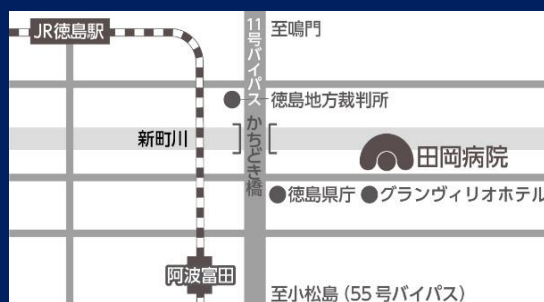 JR徳島駅
至鳴門
11号バイパス
徳島地方裁判所
新町川
かちどき橋
田岡病院
徳島県庁
グランヴィリオホテル
阿波富田
至小松島（55号バイパス）